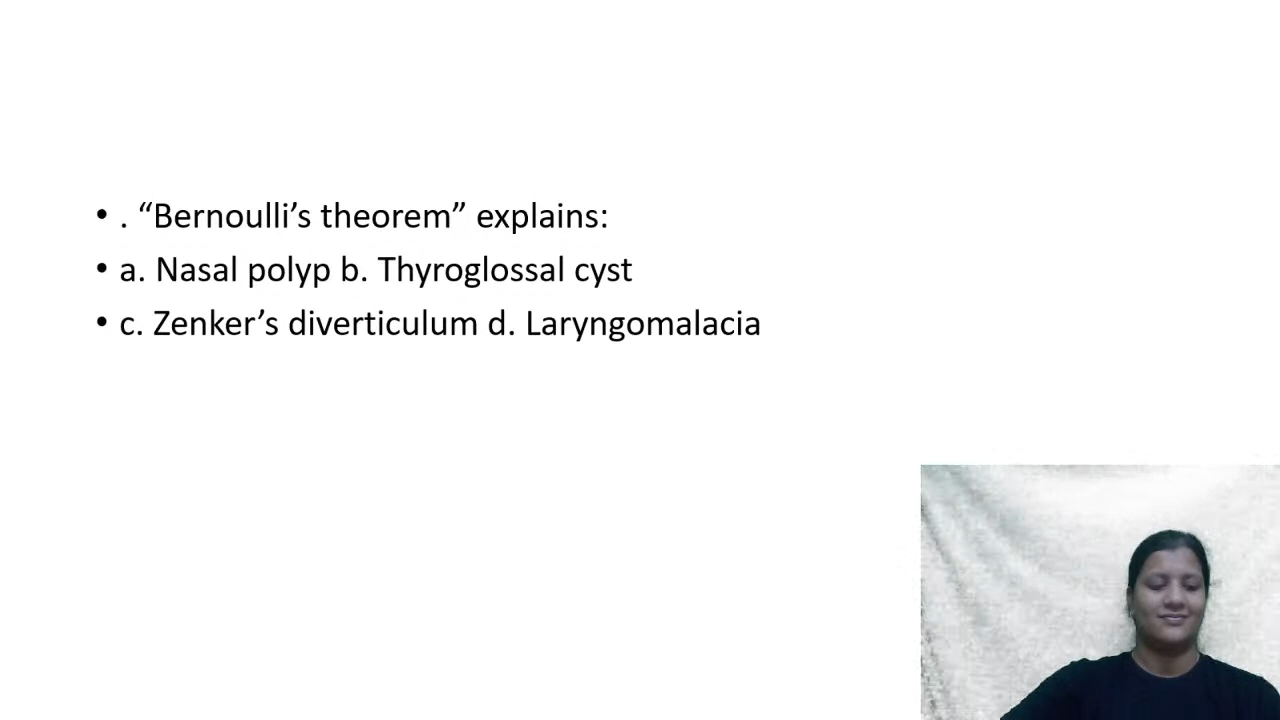 • . “Bernoulli’s theorem” explains:
• a. Nasal polyp b. Thyroglossal cyst
• c. Zenker’s diverticulum d. Laryngomalacia